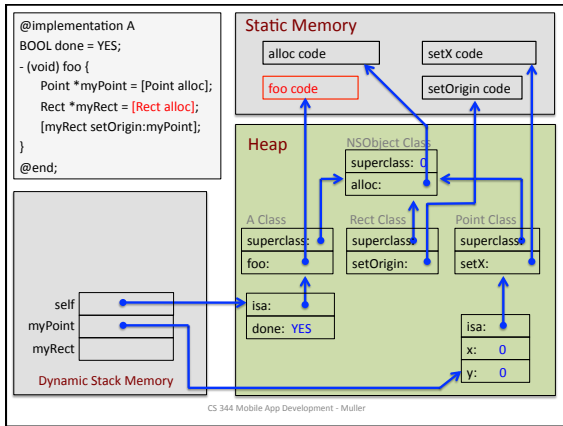 @implementation A
BOOL done = YES;
- (void) foo {
Point *myPoint = [Point alloc];
Rect *myRect = [Rect alloc];
[myRect setOrigin:myPoint];
}
@end;
Static Memory
alloc code
setX code
foo code
setOrigin code
Heap
NSObject Class
superclass: 0
alloc:
A Class
superclass:
foo:
Rect Class
superclass:
setOrigin:
Point Class
superclass:
setX:
self
myPoint
myRect
Dynamic Stack Memory
isa:
done: YES
isa:
x: 0
y: 0
CS 344 Mobile App Development - Muller